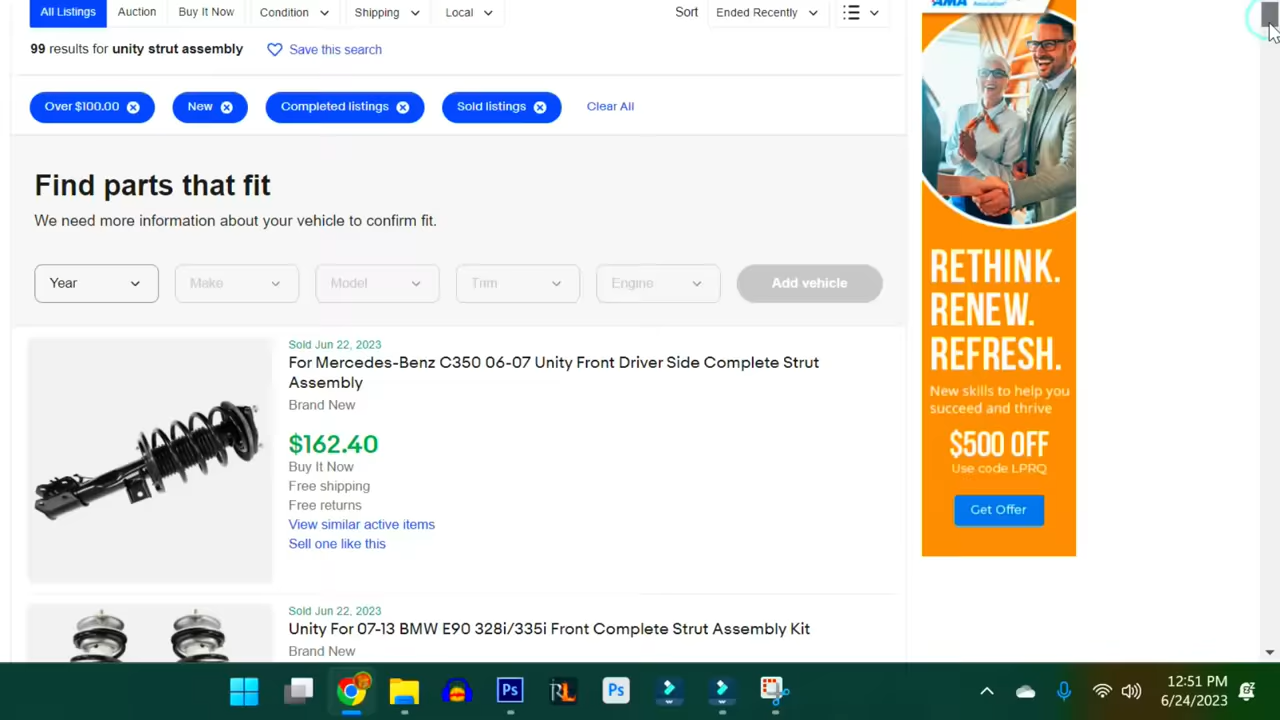 All Listings Auction Buy It Now Condition Shipping Local Sort Ended Recently
99 results for unity strut assembly Save this search
Over $100.00 New Completed listings Sold listings Clear All
Find parts that fit
We need more information about your vehicle to confirm fit.
Year Make Model Trim Engine Add vehicle
Sold Jun 22, 2023
For Mercedes-Benz C350 06-07 Unity Front Driver Side Complete Strut
Assembly
Brand New
$162.40
Buy It Now
Free shipping
Free returns
View similar active items
Sell one like this
Sold Jun 22, 2023
Unity For 07-13 BMW E90 328i/335i Front Complete Strut Assembly Kit
Brand New
RETHINK.
RENEW.
REFRESH.
New skills to help you
succeed and thrive
$500 OFF
Use code LPRQ
Get Offer
Ps RL Ps
12:51 PM
6/24/2023